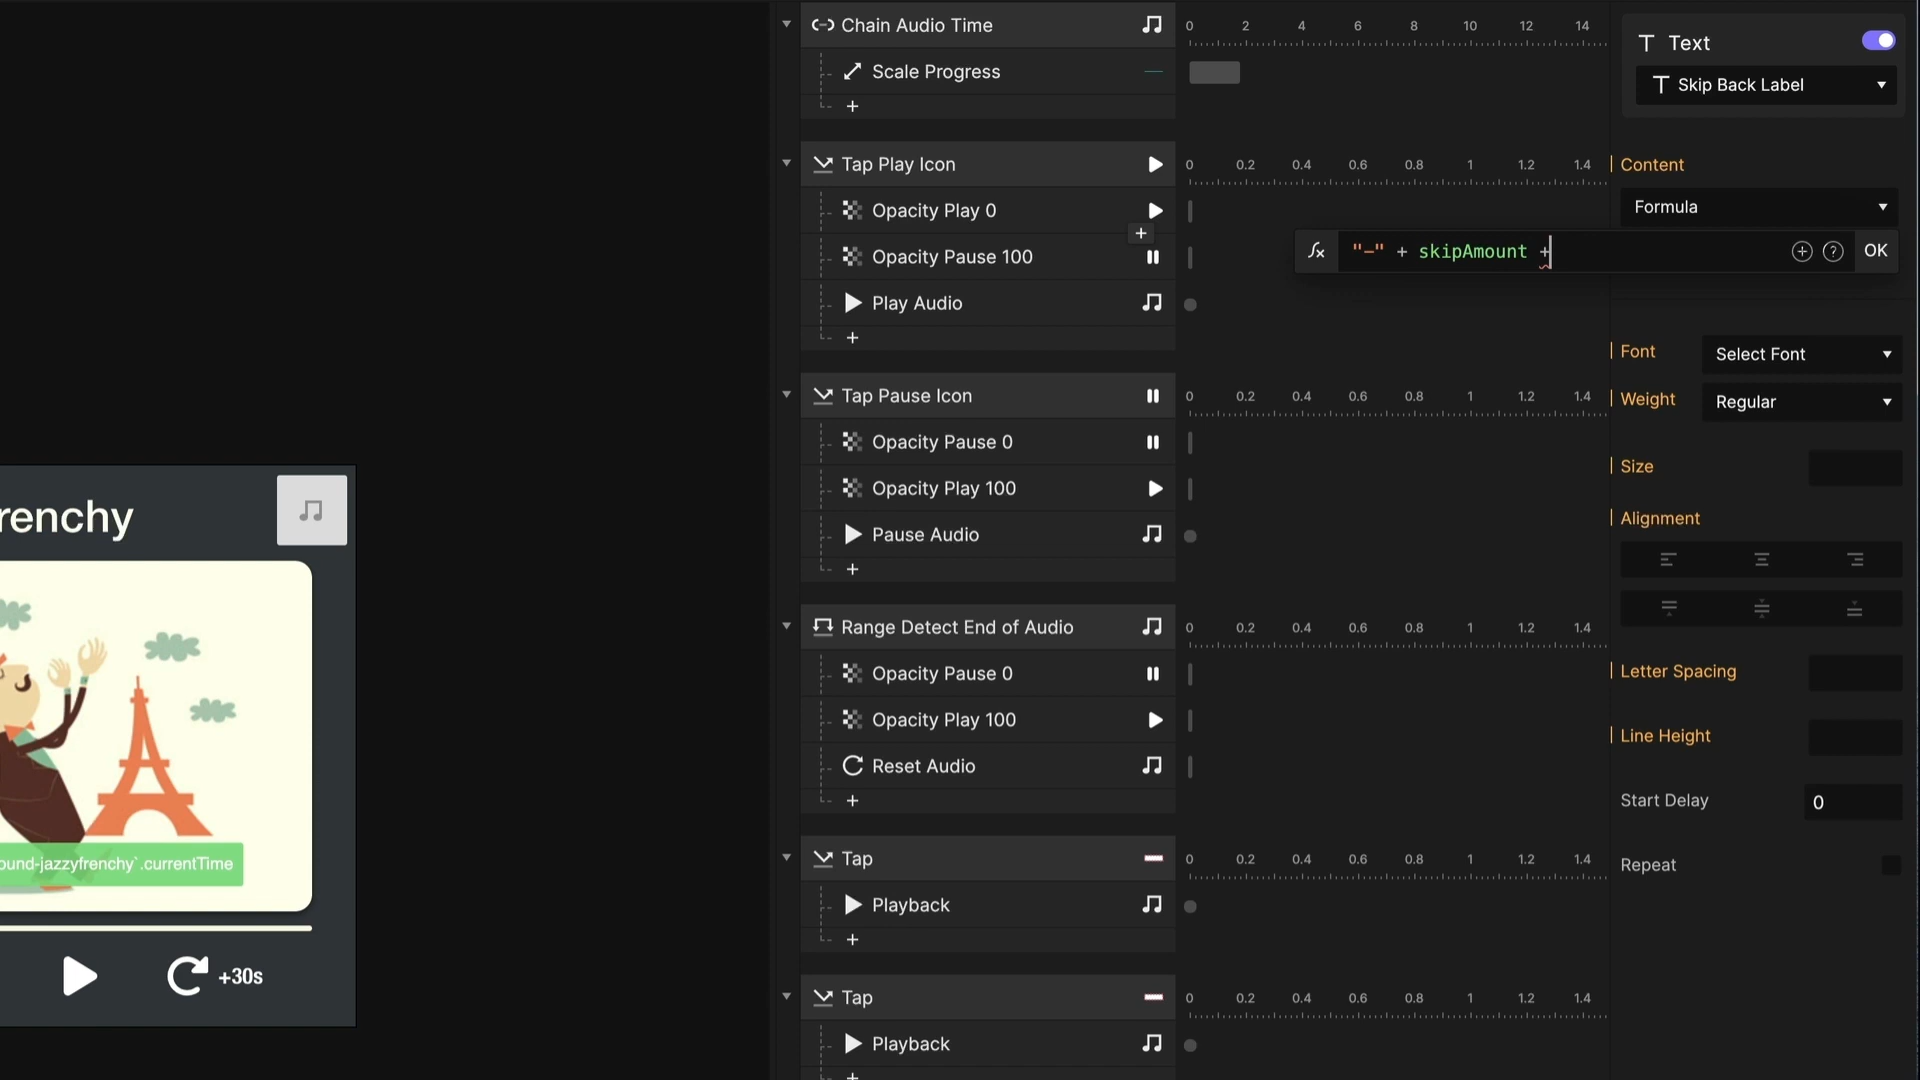 Chain Audio Time
0 2 4 6 8 10 12 14
Scale Progress
+
Tap Play Icon
0 0.2 0.4 0.6 0.8 1 1.2 1.4
Opacity Play 0
+
Opacity Pause 100
Play Audio
+
Tap Pause Icon
0 0.2 0.4 0.6 0.8 1 1.2 1.4
Opacity Pause 0
Opacity Play 100
Pause Audio
+
Range Detect End of Audio
0 0.2 0.4 0.6 0.8 1 1.2 1.4
Opacity Pause 0
Opacity Play 100
Reset Audio
+
Tap
0 0.2 0.4 0.6 0.8 1 1.2 1.4
Playback
+
Tap
0 0.2 0.4 0.6 0.8 1 1.2 1.4
Playback
+
T Text
T Skip Back Label
Content
Formula
fx "–" + skipAmount + ? OK
Font Select Font
Weight Regular
Size
Alignment
Letter Spacing
Line Height
Start Delay 0
Repeat
renchy
ound-jazzyfrenchy`.currentTime
+30s